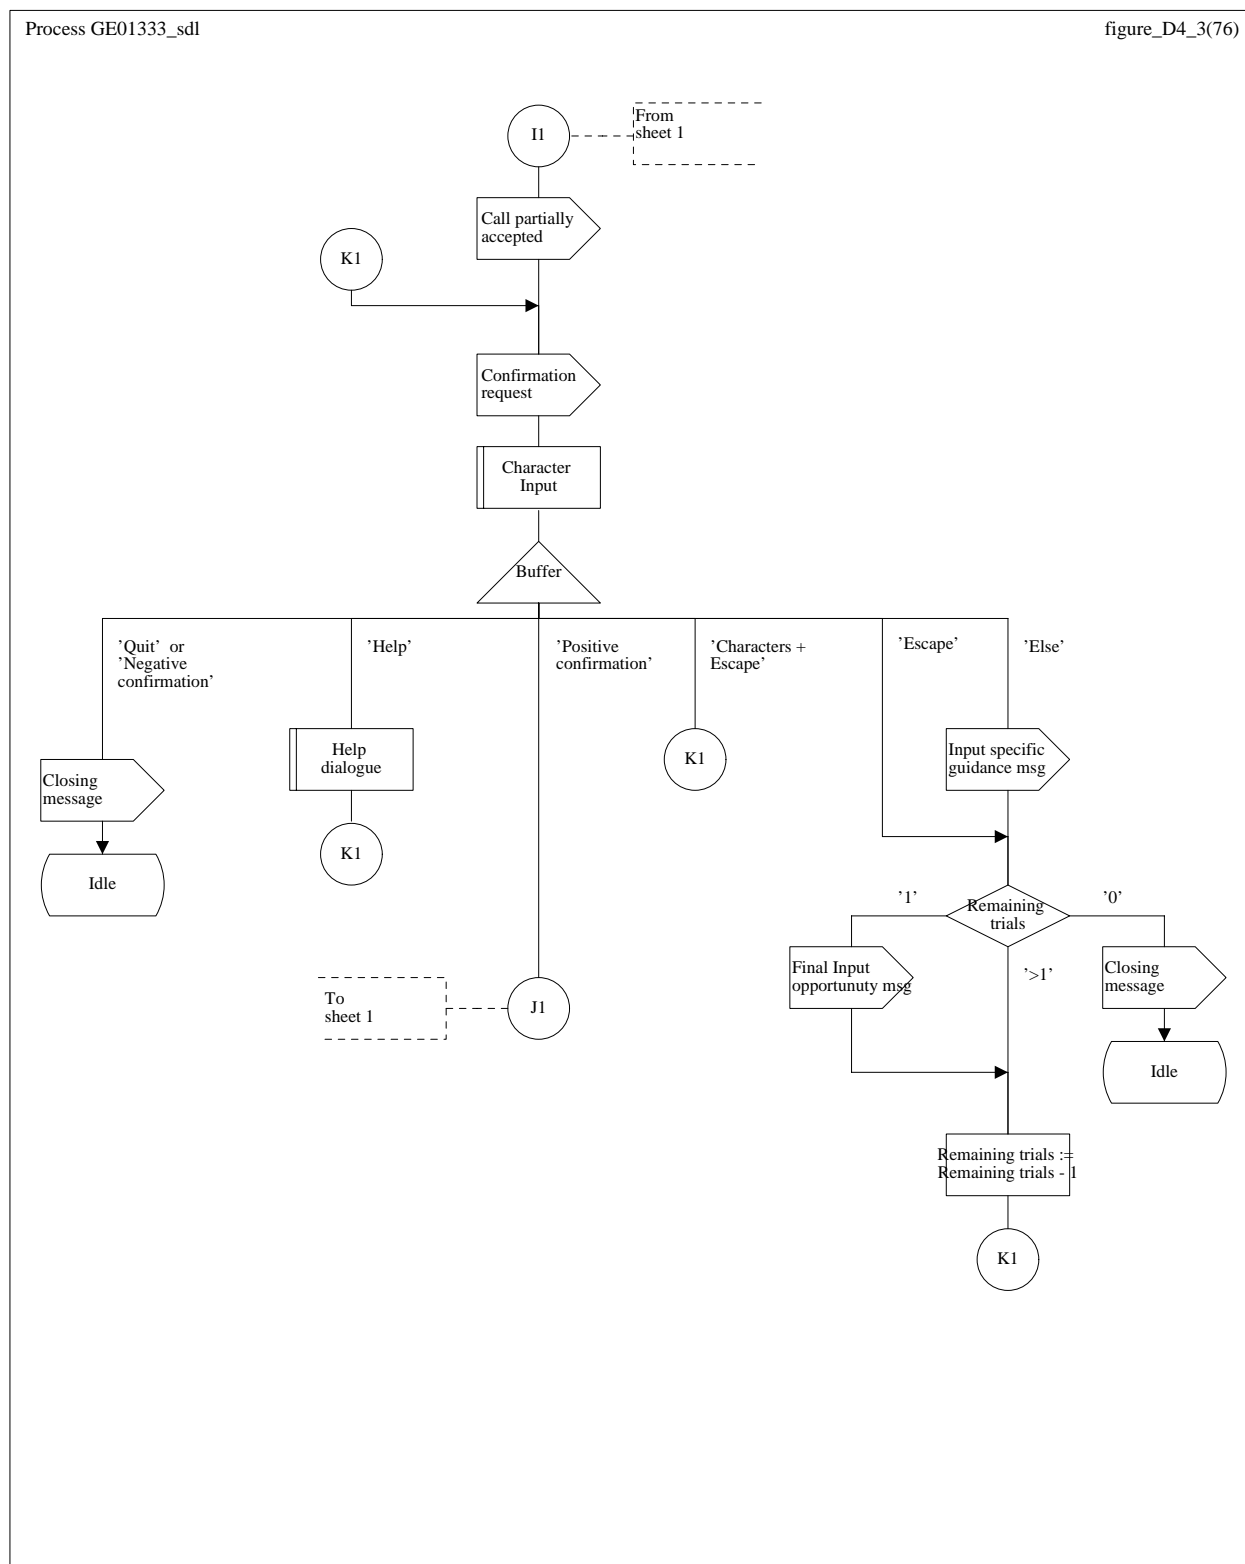 Process GE01333_sdl
figure_D4_3(76)
I1
From
sheet 1
Call partially
accepted
K1
Confirmation
request
Character
Input
Buffer
’Quit’ or
’Negative
confirmation’
’Help’
’Positive
confirmation’
’Characters +
Escape’
’Escape’
’Else’
Help
dialogue
K1
Input specific
guidance msg
Closing
message
K1
Idle
’1’
Remaining
trials
’0’
Final Input
opportunuty msg
’>1’
Closing
message
To
sheet 1
J1
Idle
Remaining trials :=
Remaining trials - 1
K1